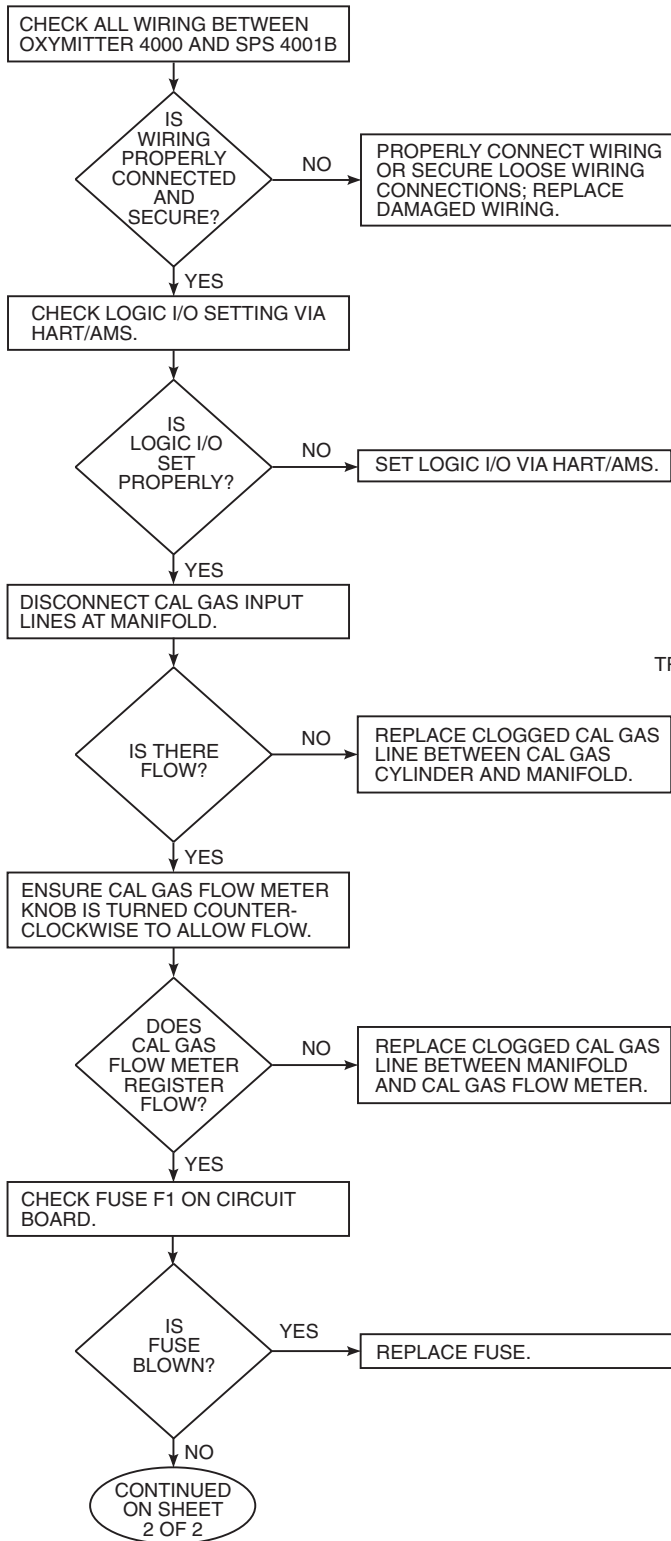 CHECK ALL WIRING BETWEEN
OXYMITTER 4000 AND SPS 4001B
IS
WIRING
PROPERLY
CONNECTED
AND
SECURE?
NO
PROPERLY CONNECT WIRING
OR SECURE LOOSE WIRING
CONNECTIONS; REPLACE
DAMAGED WIRING.
YES
CHECK LOGIC I/O SETTING VIA
HART/AMS.
IS
LOGIC I/O
SET
PROPERLY?
NO
SET LOGIC I/O VIA HART/AMS.
YES
DISCONNECT CAL GAS INPUT
LINES AT MANIFOLD.
IS THERE
FLOW?
NO
REPLACE CLOGGED CAL GAS
LINE BETWEEN CAL GAS
CYLINDER AND MANIFOLD.
YES
ENSURE CAL GAS FLOW METER
KNOB IS TURNED COUNTER-
CLOCKWISE TO ALLOW FLOW.
DOES
CAL GAS
FLOW METER
REGISTER
FLOW?
NO
REPLACE CLOGGED CAL GAS
LINE BETWEEN MANIFOLD
AND CAL GAS FLOW METER.
YES
CHECK FUSE F1 ON CIRCUIT
BOARD.
IS
FUSE
BLOWN?
YES
REPLACE FUSE.
NO
CONTINUED
ON SHEET
2 OF 2